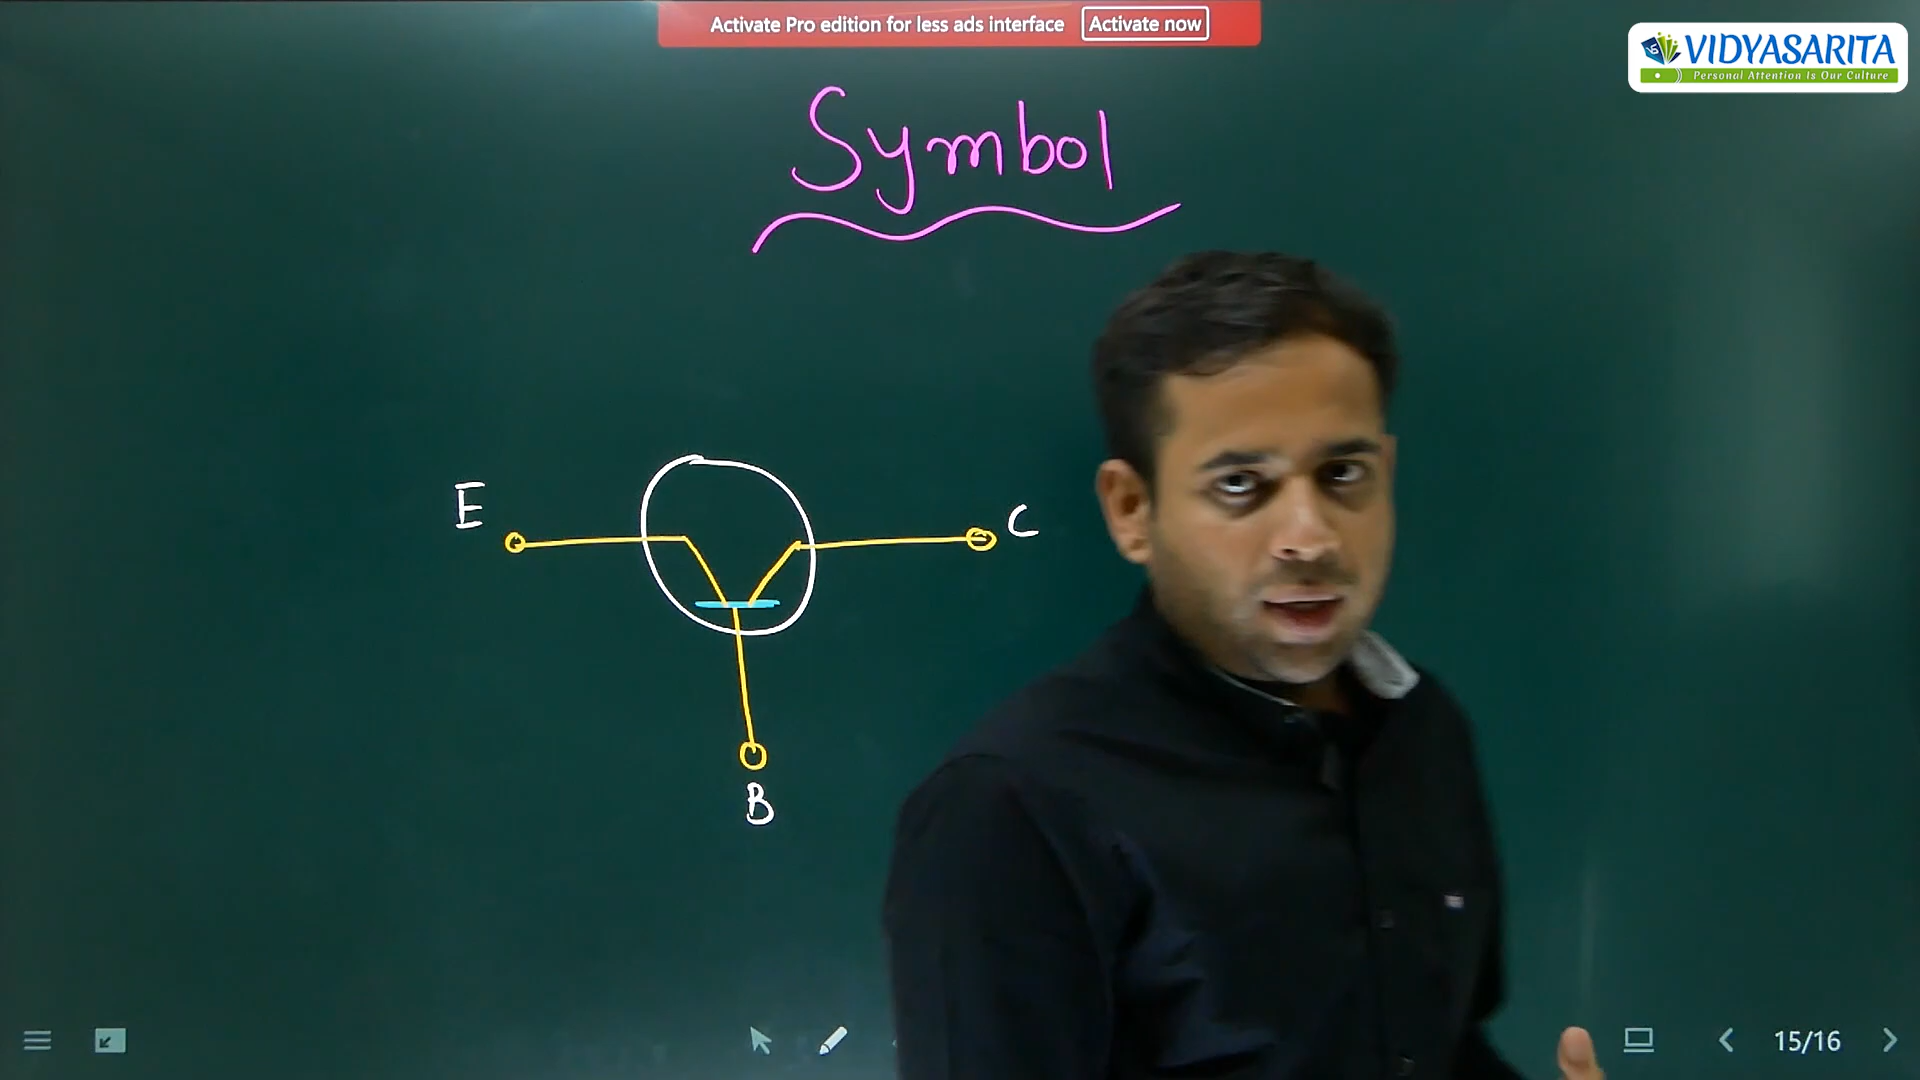 Activate Pro edition for less ads interface Activate now
VIDYASARITA
Personal Attention Is Our Culture
Symbol
E
C
B
15/16